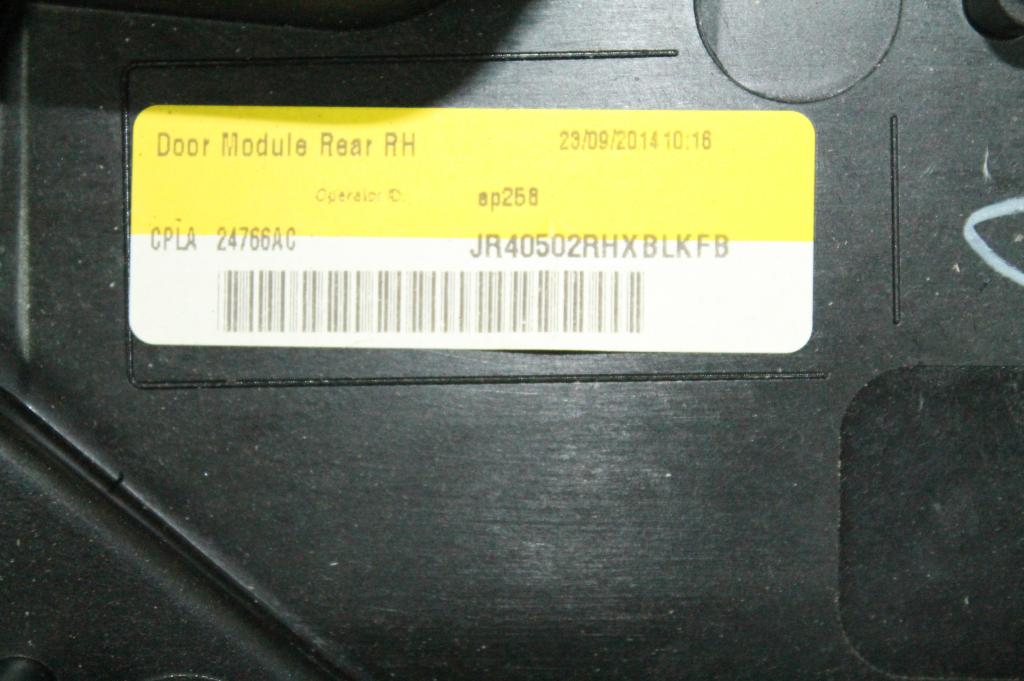 Door Module Rear RH 23/09/2014 10:16
Operator ID: ap258
CPLA 24766AC JR40502RHXBLKFB